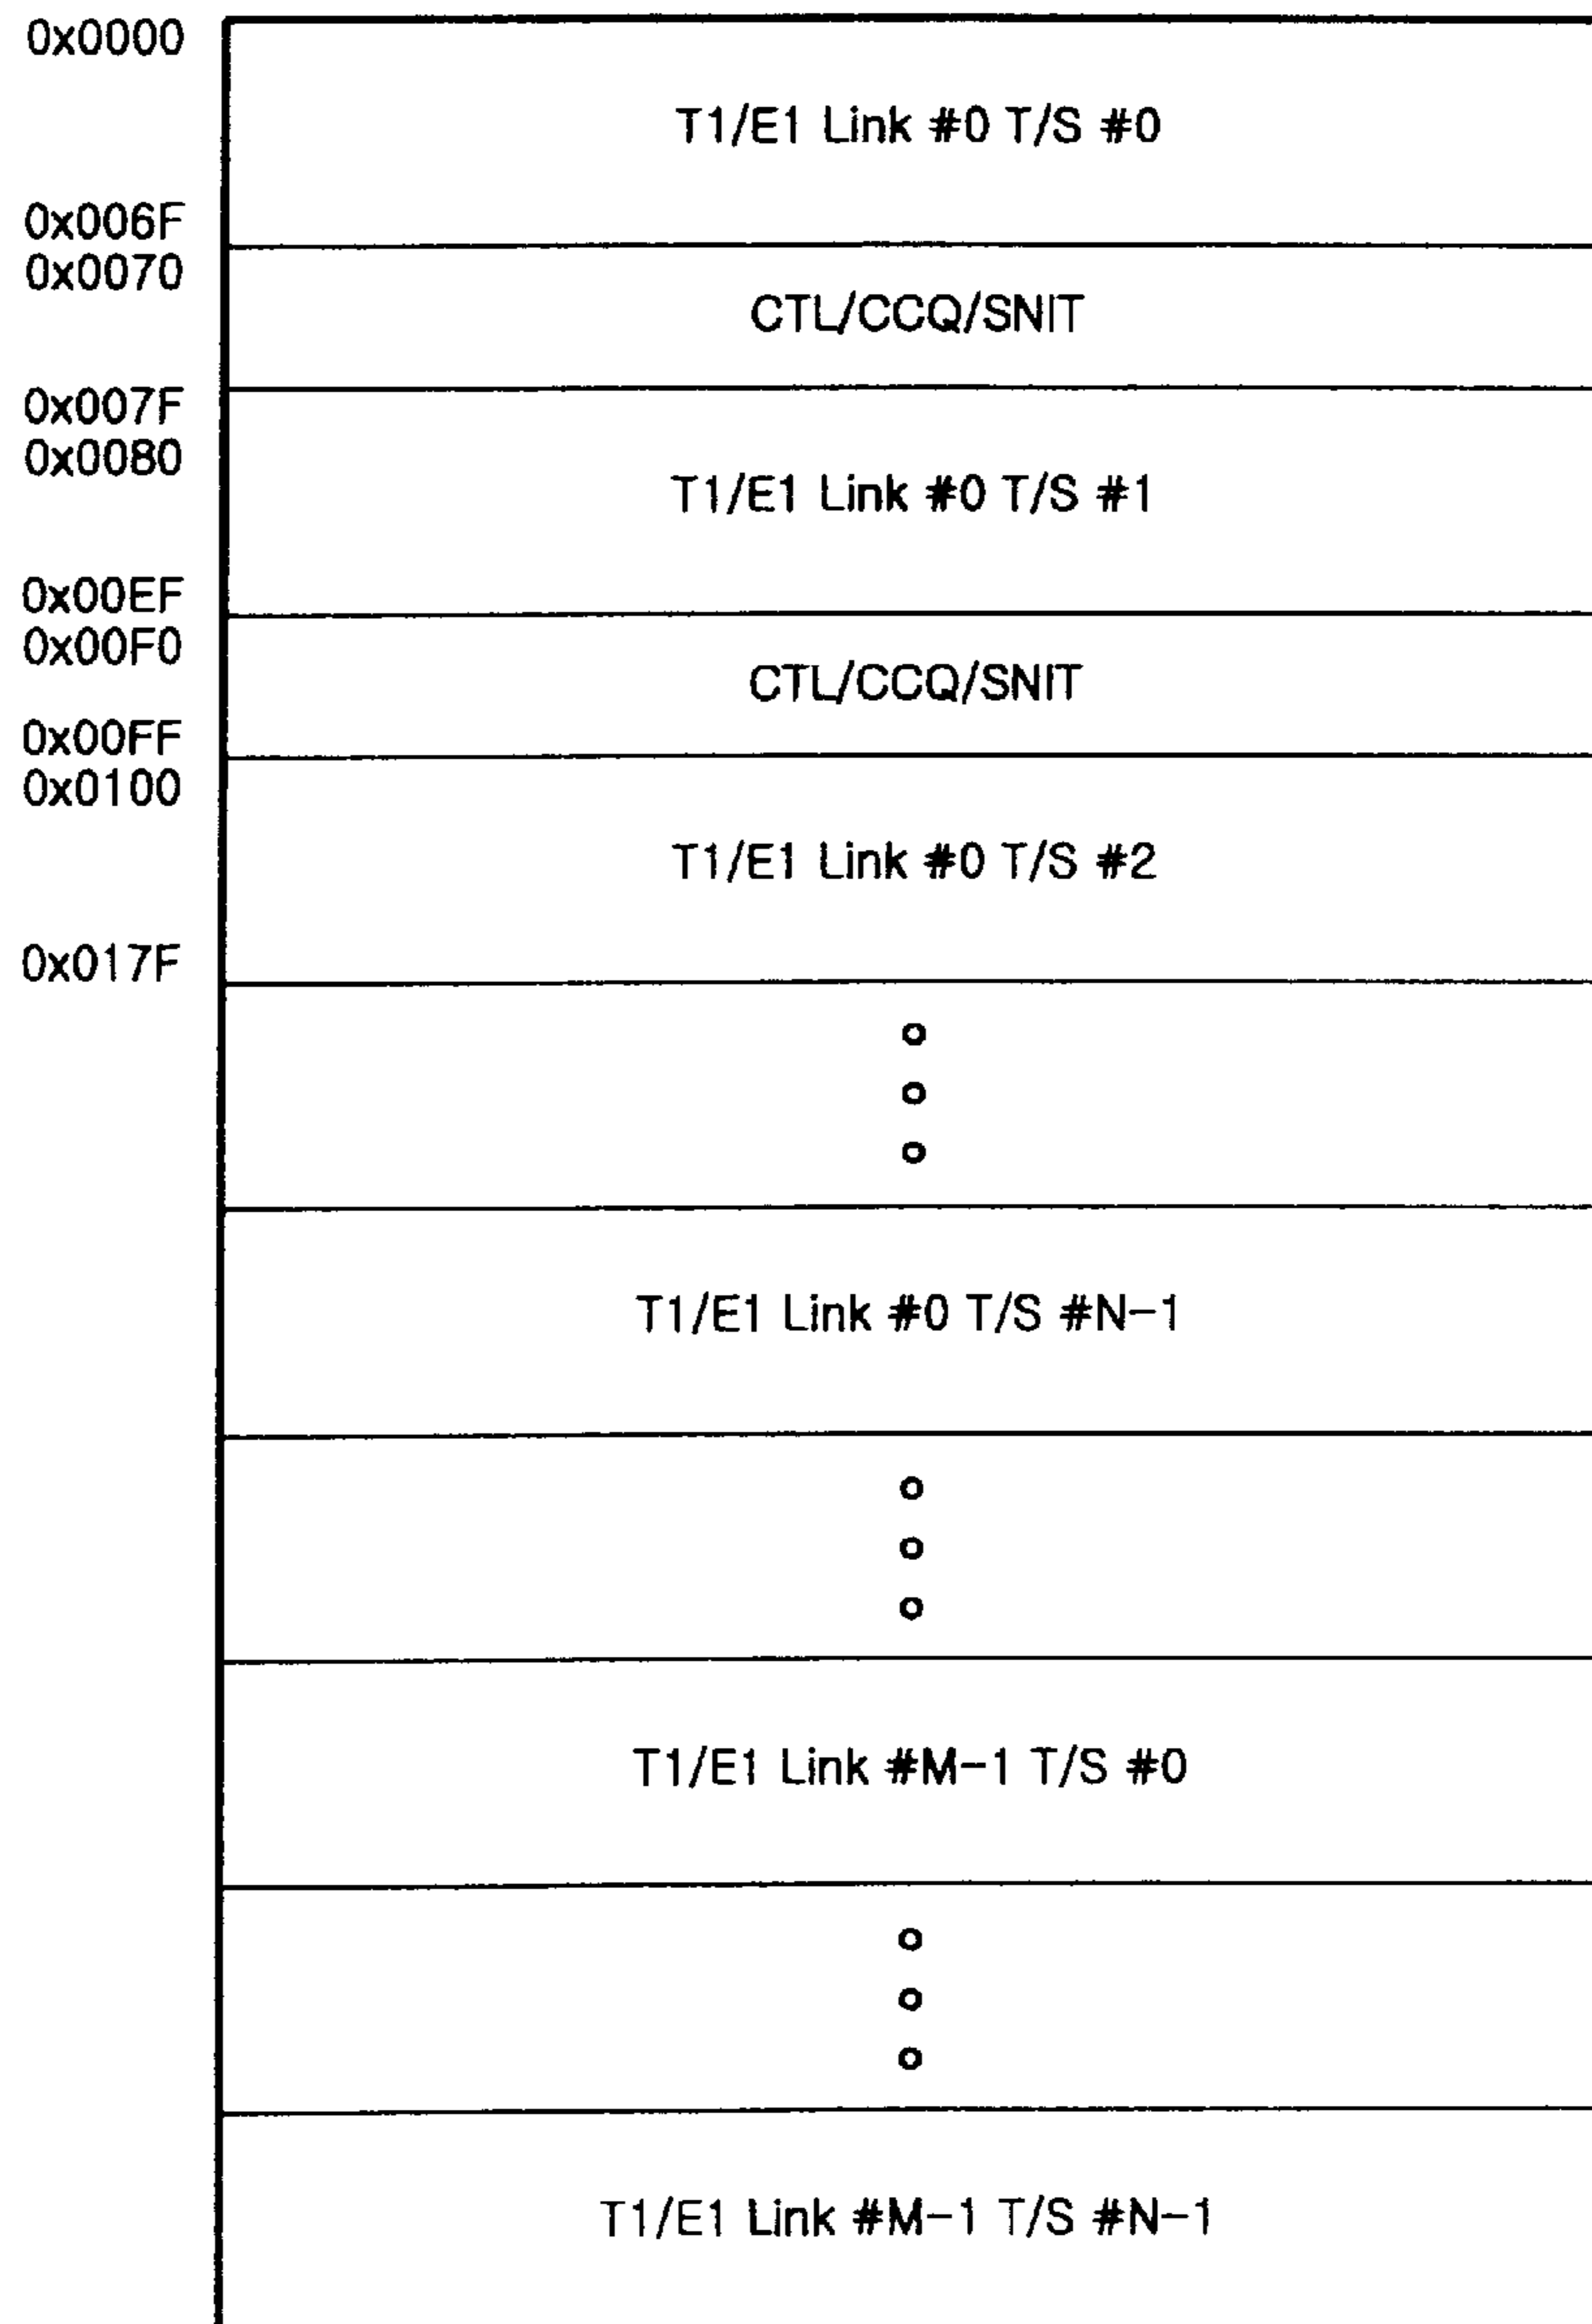 0x0000
T1/E1 Link #0 T/S #0
0x006F
0x0070
CTL/CCQ/SNIT
0x007F
0x0080
T1/E1 Link #0 T/S #1
0x00EF
0x00F0
CTL/CCQ/SNIT
0x00FF
0x0100
T1/E1 Link #0 T/S #2
0x017F
T1/E1 Link #0 T/S #N-1
T1/E1 Link #M-1 T/S #0
T1/E1 Link #M-1 T/S #N-1